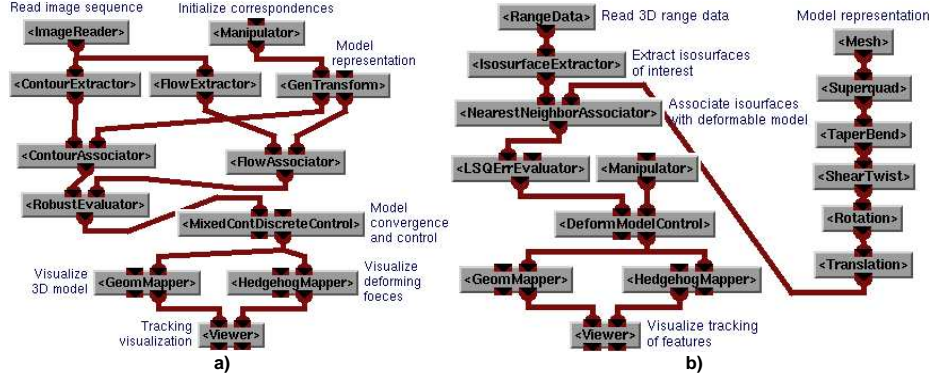 Read image sequence
Initialize correspondences
<ImageReader>
<Manipulator>
Model
representation
<ContourExtractor>
<FlowExtractor>
<GenTransform>
<ContourAssociator>
<FlowAssociator>
<RobustEvaluator>
<MixedContDiscreteControl>
Model
convergence
and control
Visualize
3D model
<GeomMapper>
<HedgehogMapper>
Visualize
deforming
foeces
Tracking
visualization
<Viewer>
a)
<RangeData>
Read 3D range data
<IsosurfaceExtractor>
Extract isosurfaces
of interest
<NearestNeighborAssociator>
Associate isourfaces
with deformable model
<LSQErrEvaluator>
<Manipulator>
<DeformModelControl>
<GeomMapper>
<HedgehogMapper>
<Viewer>
Visualize tracking
of features
Model representation
<Mesh>
<Superquad>
<TaperBend>
<ShearTwist>
<Rotation>
<Translation>
b)